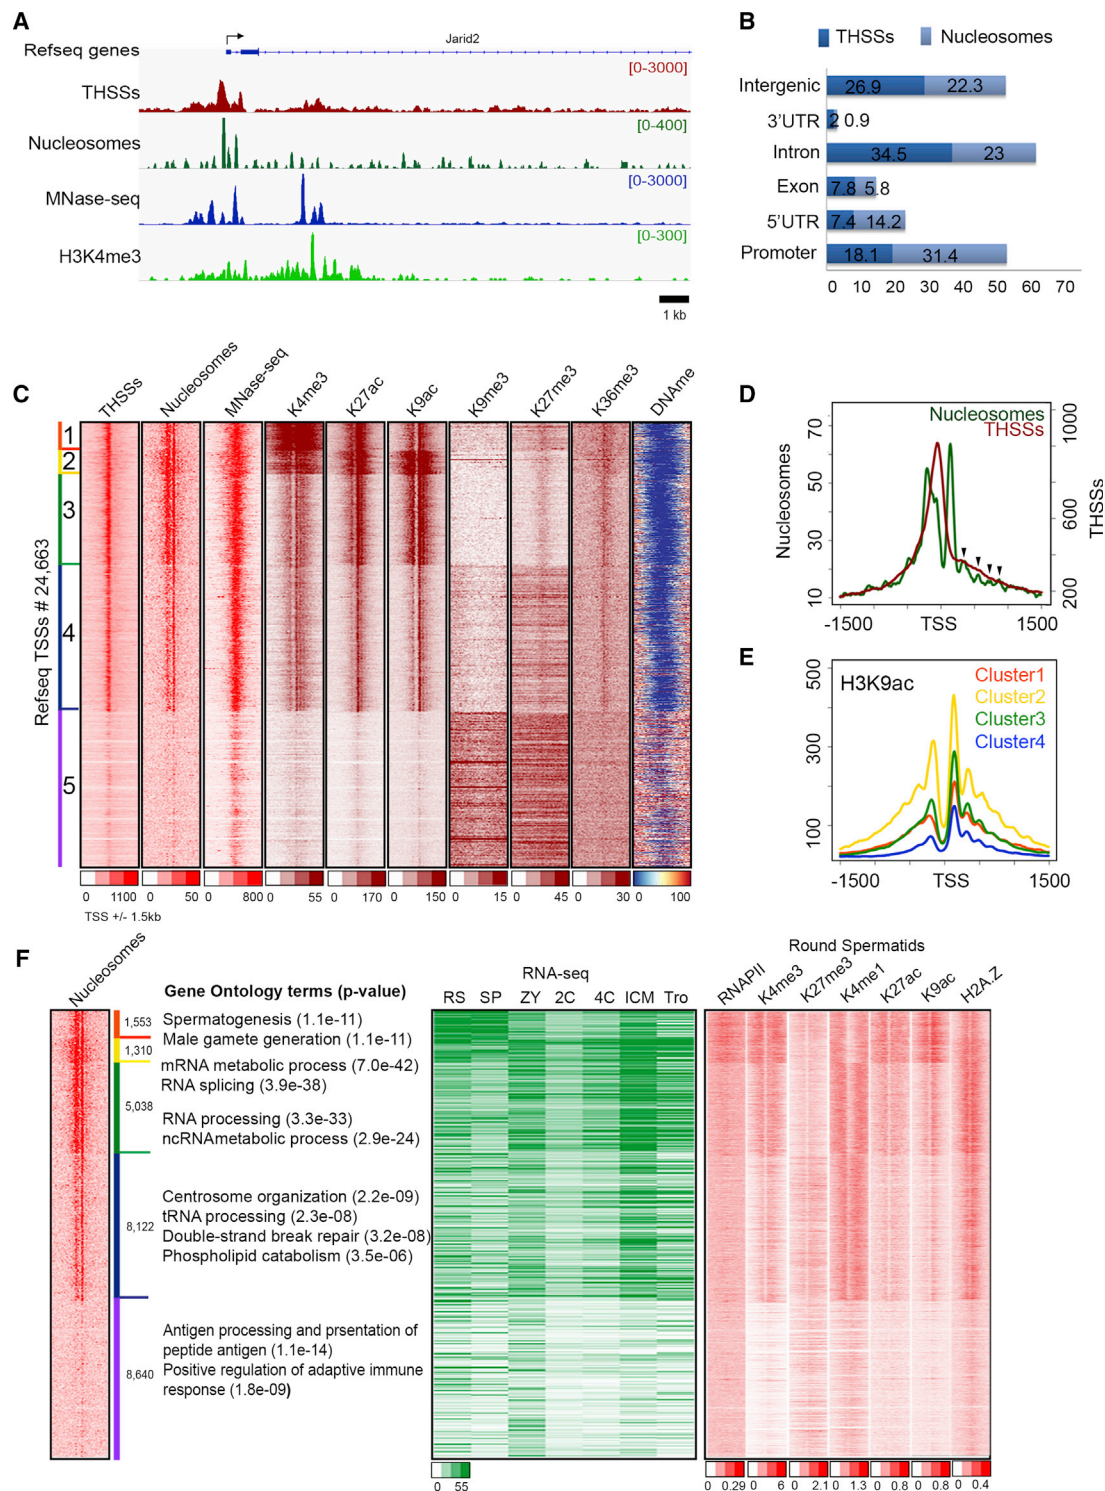 A
Jarid2
Refseq genes
[0-3000]
THSSs
[0-400]
Nucleosomes
[0-3000]
MNase-seq
[0-300]
H3K4me3
1 kb
B
THSSs Nucleosomes
Intergenic 26.9 22.3
3'UTR 2 0.9
Intron 34.5 23
Exon 7.8 5.8
5'UTR 7.4 14.2
Promoter 18.1 31.4
0 10 20 30 40 50 60 70
C
THSSs Nucleosomes MNase-seq K4me3 K27ac K9ac K9me3 K27me3 K36me3 DNAme
Refseq TSSs # 24,663
1
2
3
4
5
0 1100 0 50 0 800 0 55 0 170 0 150 0 15 0 45 0 30 0 100
TSS +/- 1.5kb
D
Nucleosomes
THSSs
Nucleosomes
70
50
30
10
THSSs
1000
600
200
-1500 TSS 1500
E
H3K9ac
Cluster1
Cluster2
Cluster3
Cluster4
500
300
100
-1500 TSS 1500
F
Nucleosomes
Gene Ontology terms (p-value)
1,553
Spermatogenesis (1.1e-11)
Male gamete generation (1.1e-11)
1,310
mRNA metabolic process (7.0e-42)
RNA splicing (3.9e-38)
5,038
RNA processing (3.3e-33)
ncRNAmetabolic process (2.9e-24)
8,122
Centrosome organization (2.2e-09)
tRNA processing (2.3e-08)
Double-strand break repair (3.2e-08)
Phospholipid catabolism (3.5e-06)
8,640
Antigen processing and prsentation of
peptide antigen (1.1e-14)
Positive regulation of adaptive immune
response (1.8e-09)
RNA-seq
RS SP ZY 2C 4C ICM Tro
0 55
Round Spermatids
RNAPII K4me3 K27me3 K4me1 K27ac K9ac H2A.Z
0 0.29 0 6 0 2.1 0 1.3 0 0.8 0 0.8 0 0.4